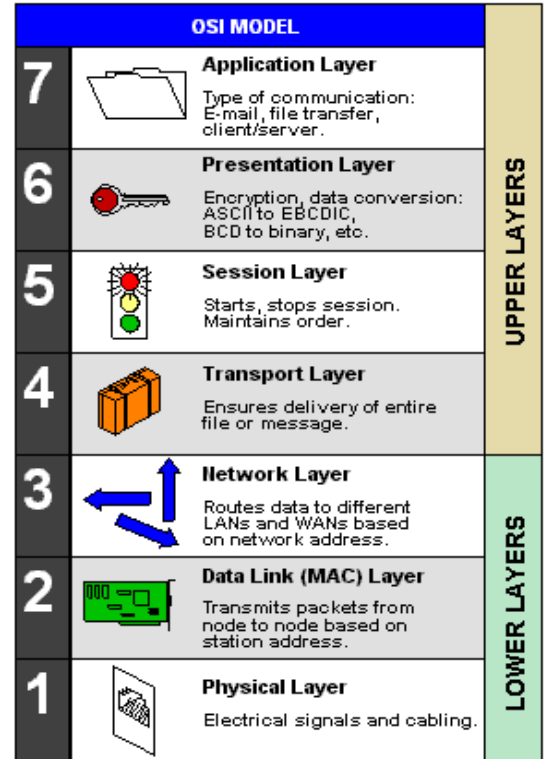 OSI MODEL
7
Application Layer
Type of communication:
E-mail, file transfer,
client/server.
6
Presentation Layer
Encryption, data conversion:
ASCII to EBCDIC,
BCD to binary, etc.
5
Session Layer
Starts, stops session.
Maintains order.
4
Transport Layer
Ensures delivery of entire
file or message.
UPPER LAYERS
3
Network Layer
Routes data to different
LANs and WANs based
on network address.
2
Data Link (MAC) Layer
Transmits packets from
node to node based on
station address.
1
Physical Layer
Electrical signals and cabling.
LOWER LAYERS